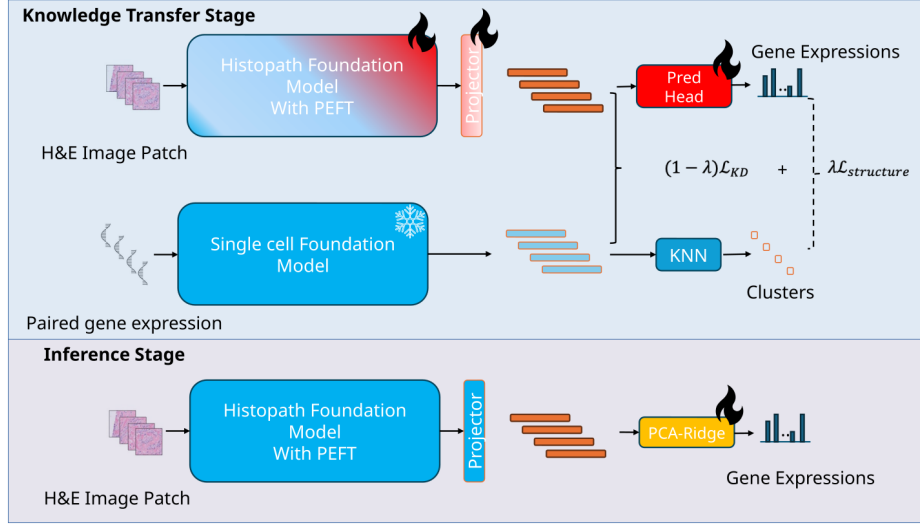 Knowledge Transfer Stage
Histopath Foundation
Model
With PEFT
Projector
Pred
Head
Gene Expressions
H&E Image Patch
(1 − λ)ℒ_KD + λℒ_structure
Single cell Foundation
Model
KNN
Clusters
Paired gene expression
Inference Stage
Histopath Foundation
Model
With PEFT
Projector
PCA-Ridge
Gene Expressions
H&E Image Patch